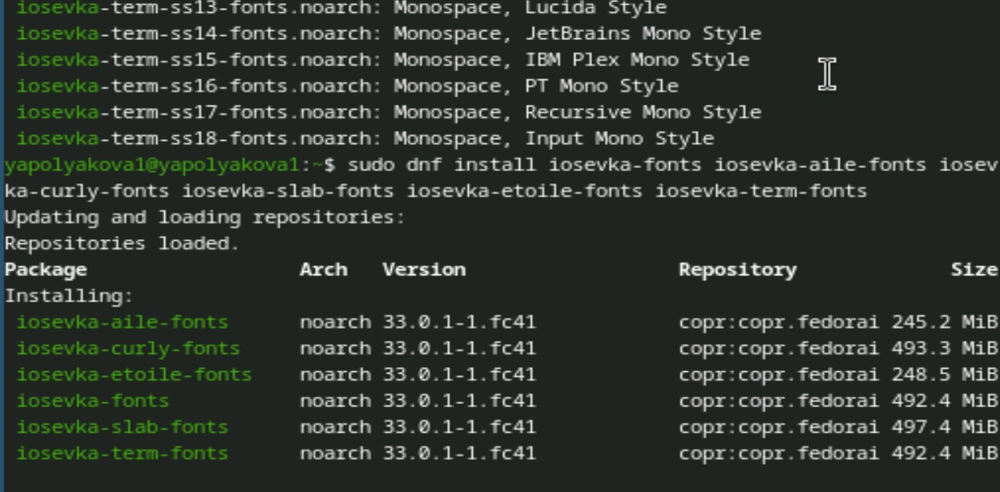 iosevka-term-ss13-fonts.noarch: Monospace, Lucida Style
iosevka-term-ss14-fonts.noarch: Monospace, JetBrains Mono Style
iosevka-term-ss15-fonts.noarch: Monospace, IBM Plex Mono Style
iosevka-term-ss16-fonts.noarch: Monospace, PT Mono Style
iosevka-term-ss17-fonts.noarch: Monospace, Recursive Mono Style
iosevka-term-ss18-fonts.noarch: Monospace, Input Mono Style
yapolyakova1@yapolyakova1:~$ sudo dnf install iosevka-fonts iosevka-aile-fonts iosev
ka-curly-fonts iosevka-slab-fonts iosevka-etoile-fonts iosevka-term-fonts
Updating and loading repositories:
Repositories loaded.
Package Arch Version Repository Size
Installing:
iosevka-aile-fonts noarch 33.0.1-1.fc41 copr:copr.fedorai 245.2 MiB
iosevka-curly-fonts noarch 33.0.1-1.fc41 copr:copr.fedorai 493.3 MiB
iosevka-etoile-fonts noarch 33.0.1-1.fc41 copr:copr.fedorai 248.5 MiB
iosevka-fonts noarch 33.0.1-1.fc41 copr:copr.fedorai 492.4 MiB
iosevka-slab-fonts noarch 33.0.1-1.fc41 copr:copr.fedorai 497.4 MiB
iosevka-term-fonts noarch 33.0.1-1.fc41 copr:copr.fedorai 492.4 MiB